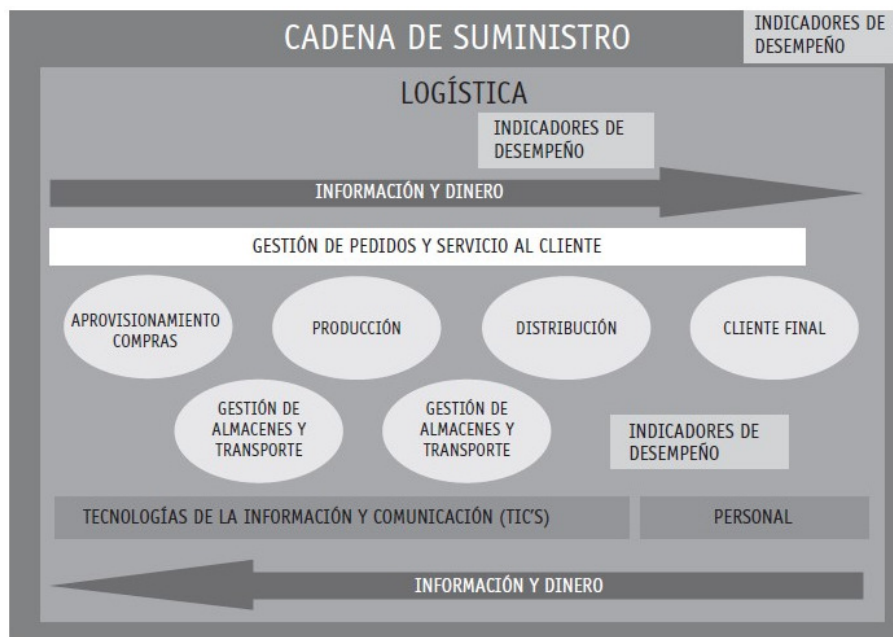 CADENA DE SUMINISTRO
INDICADORES DE
DESEMPEÑO
LOGÍSTICA
INDICADORES DE
DESEMPEÑO
INFORMACIÓN Y DINERO
GESTIÓN DE PEDIDOS Y SERVICIO AL CLIENTE
APROVISIONAMIENTO
COMPRAS
PRODUCCIÓN
DISTRIBUCIÓN
CLIENTE FINAL
GESTIÓN DE
ALMACENES Y
TRANSPORTE
GESTIÓN DE
ALMACENES Y
TRANSPORTE
INDICADORES DE
DESEMPEÑO
TECNOLOGÍAS DE LA INFORMACIÓN Y COMUNICACIÓN (TIC'S)
PERSONAL
INFORMACIÓN Y DINERO